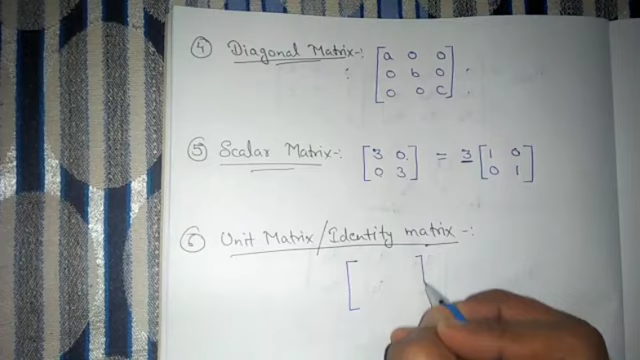 ④ Diagonal Matrix-: [a 0 0
0 b 0
0 0 c]
⑤ Scalar Matrix-: [3 0 = 3 [1 0
0 3] 0 1]
⑥ Unit Matrix/Identity matrix -:
[ ]